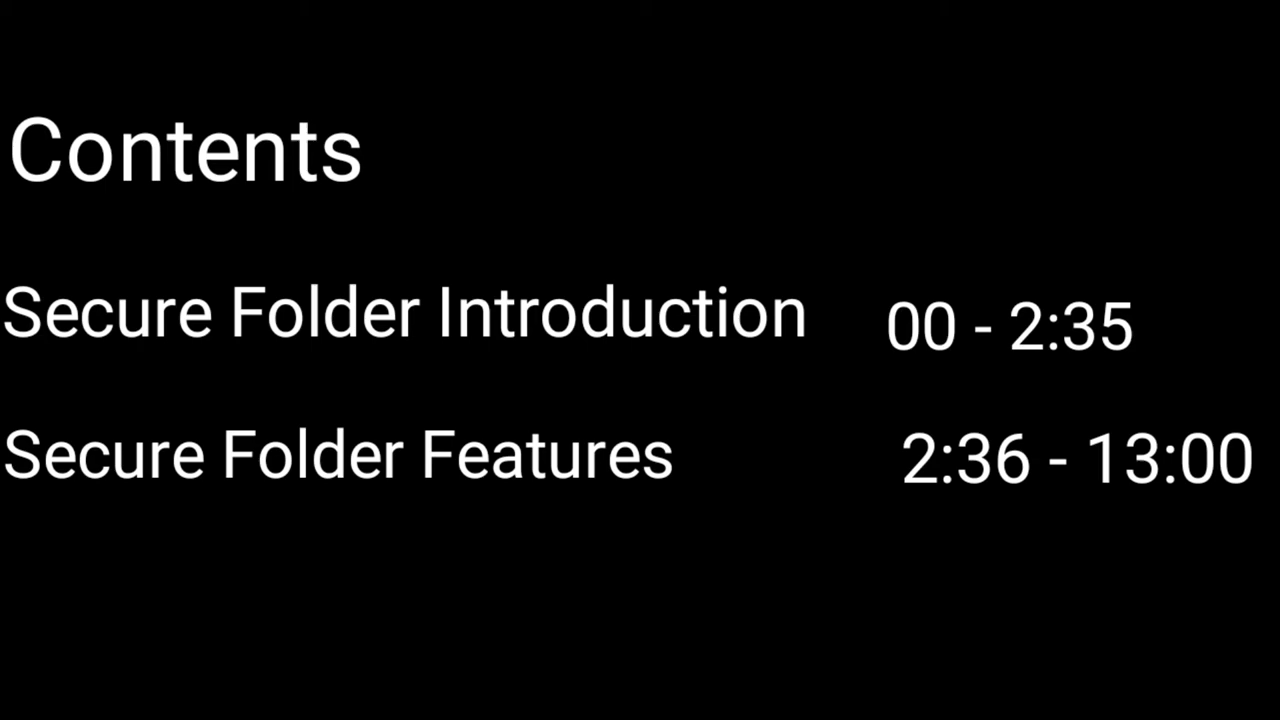 Contents
Secure Folder Introduction 00 - 2:35
Secure Folder Features 2:36 - 13:00